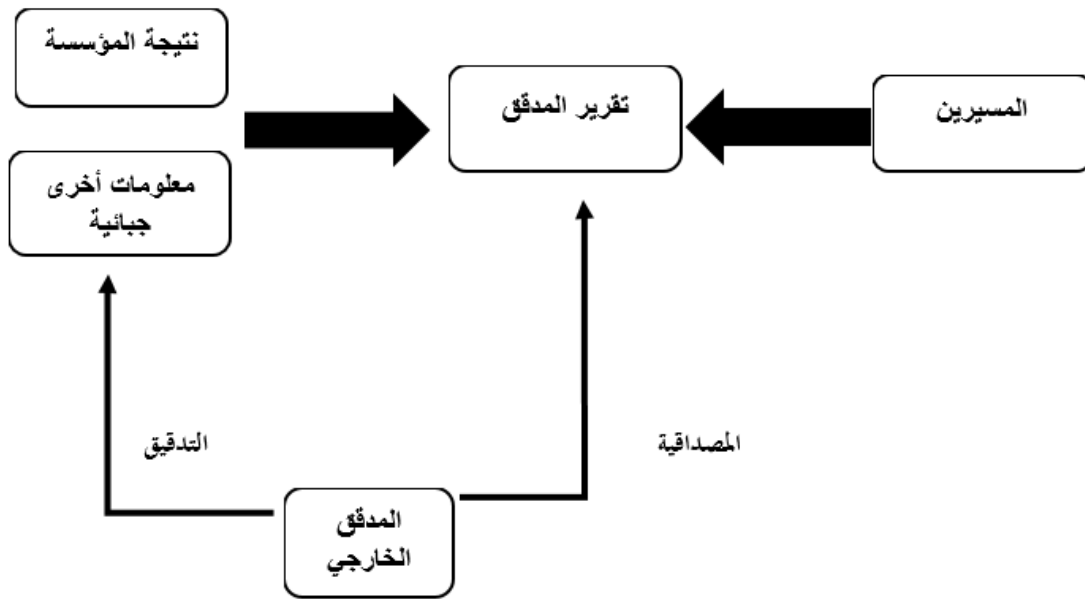 نتيجة المؤسسة
تقرير المدقق
المسيرين
معلومات أخرى
جبائية
التدقيق
المصداقية
المدقق
الخارجي